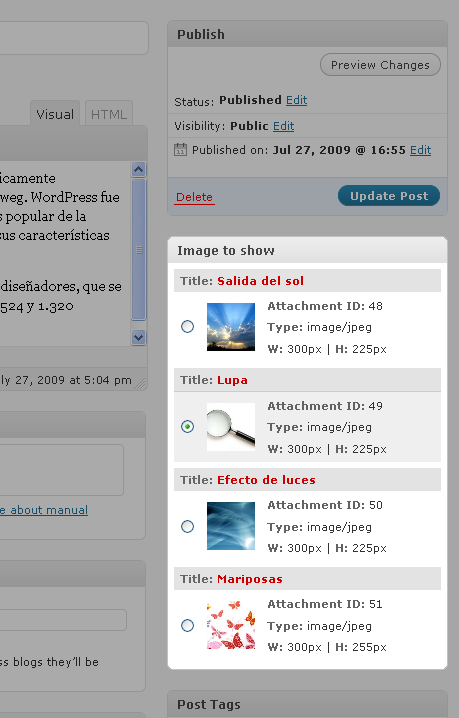 Publish
Preview Changes
Status: Published Edit
Visibility: Public Edit
Published on: Jul 27, 2009 @ 16:55 Edit
Delete
Update Post
Visual
HTML
icamente
weg. WordPress fue
s popular de la
sus características
diseñadores, que se
524 y 1.320
ly 27, 2009 at 5:04 pm
e about manual
ss blogs they'll be
Image to show
Title: Salida del sol
Attachment ID: 48
Type: image/jpeg
W: 300px | H: 225px
Title: Lupa
Attachment ID: 49
Type: image/jpeg
W: 300px | H: 225px
Title: Efecto de luces
Attachment ID: 50
Type: image/jpeg
W: 300px | H: 225px
Title: Mariposas
Attachment ID: 51
Type: image/jpeg
W: 300px | H: 255px
Post Tags